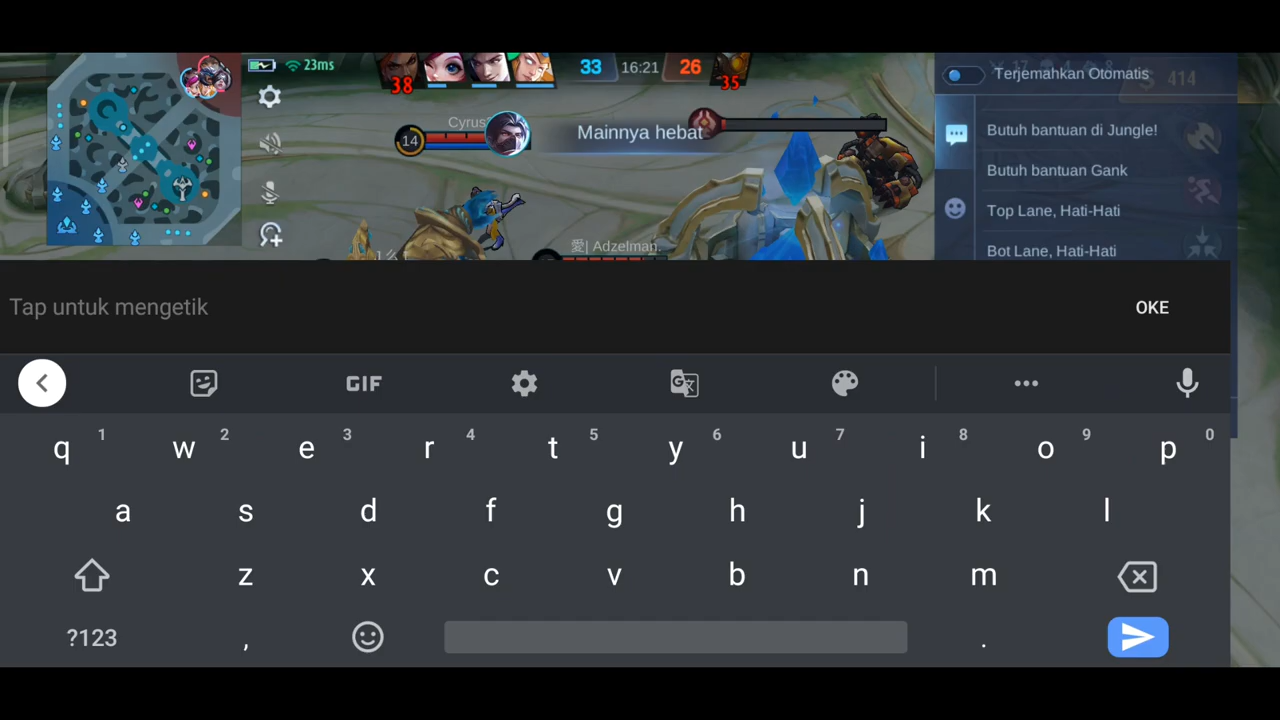 23ms
38
33
16:21
26
35
Terjemahkan Otomatis
414
14
Cyrus
Mainnya hebat
Butuh bantuan di Jungle!
Butuh bantuan Gank
Top Lane, Hati-Hati
愛| Adzelman.
Bot Lane, Hati-Hati
Tap untuk mengetik
OKE
GIF
q 1 w 2 e 3 r 4 t 5 y 6 u 7 i 8 o 9 p 0
a s d f g h j k l
z x c v b n m
?123 , .